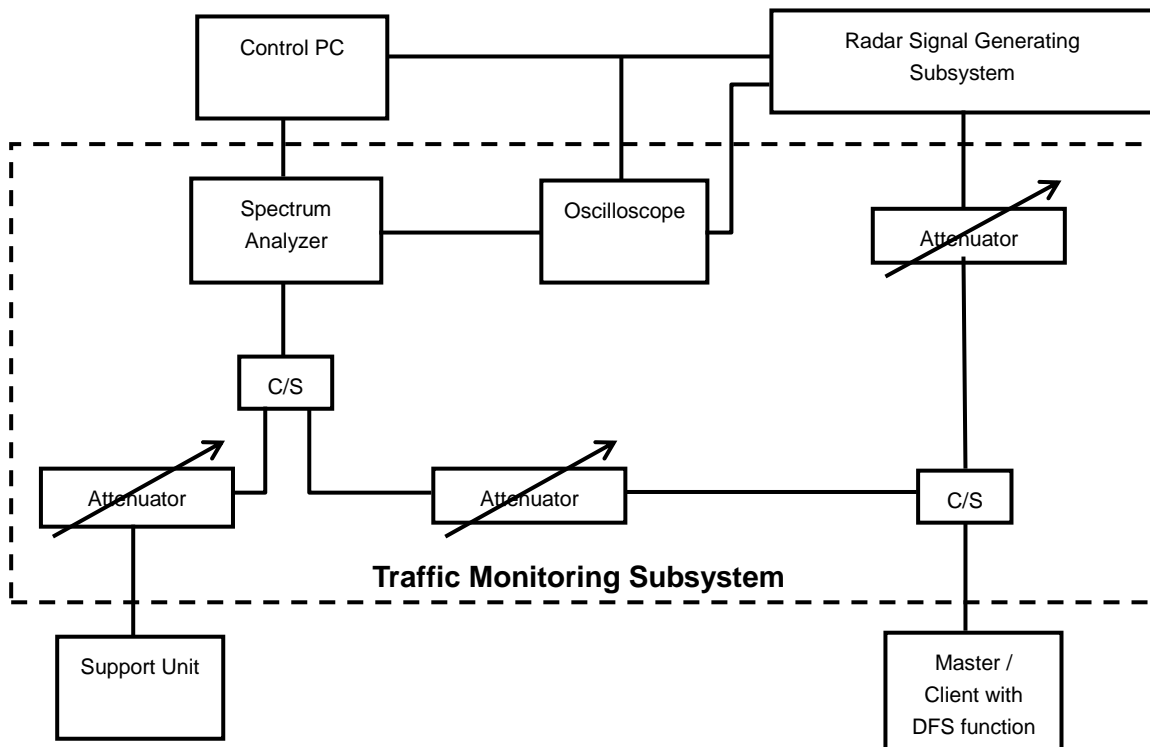 Control PC
Radar Signal Generating
Subsystem
Spectrum
Analyzer
Oscilloscope
Attenuator
C/S
Attenuator
Attenuator
C/S
Traffic Monitoring Subsystem
Support Unit
Master /
Client with
DFS function